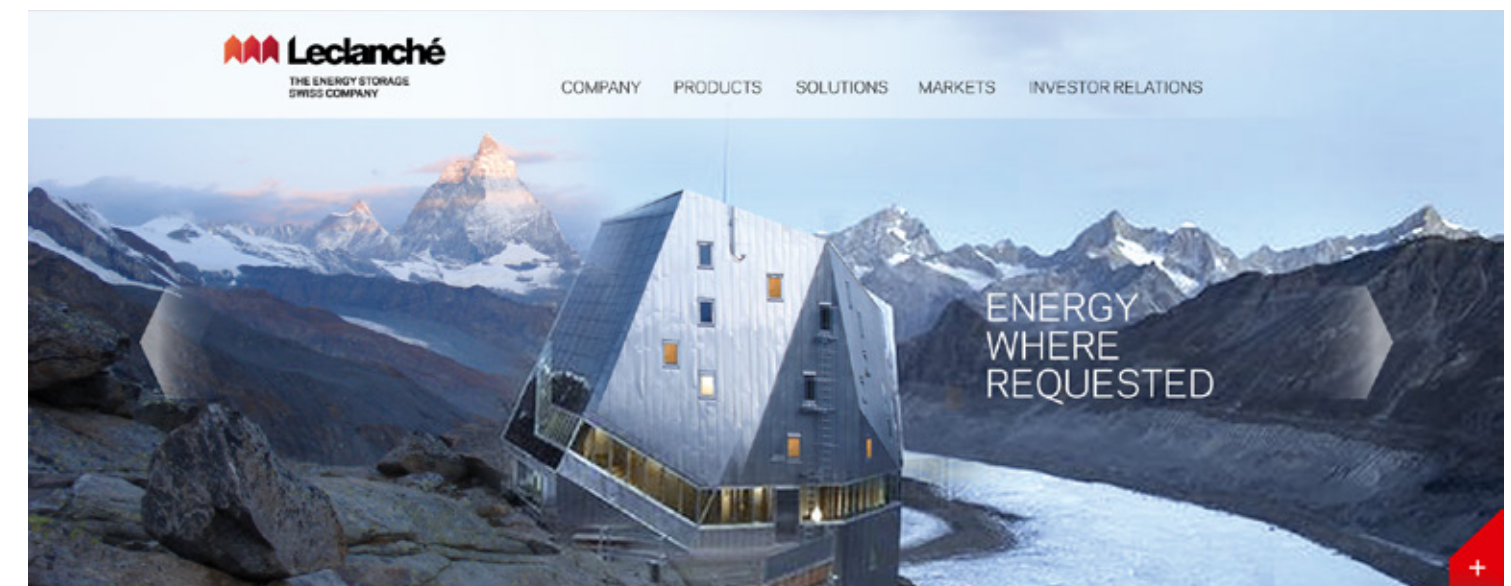 Leclanché
THE ENERGY STORAGE
SWISS COMPANY
COMPANY PRODUCTS SOLUTIONS MARKETS INVESTOR RELATIONS
ENERGY
WHERE
REQUESTED
+